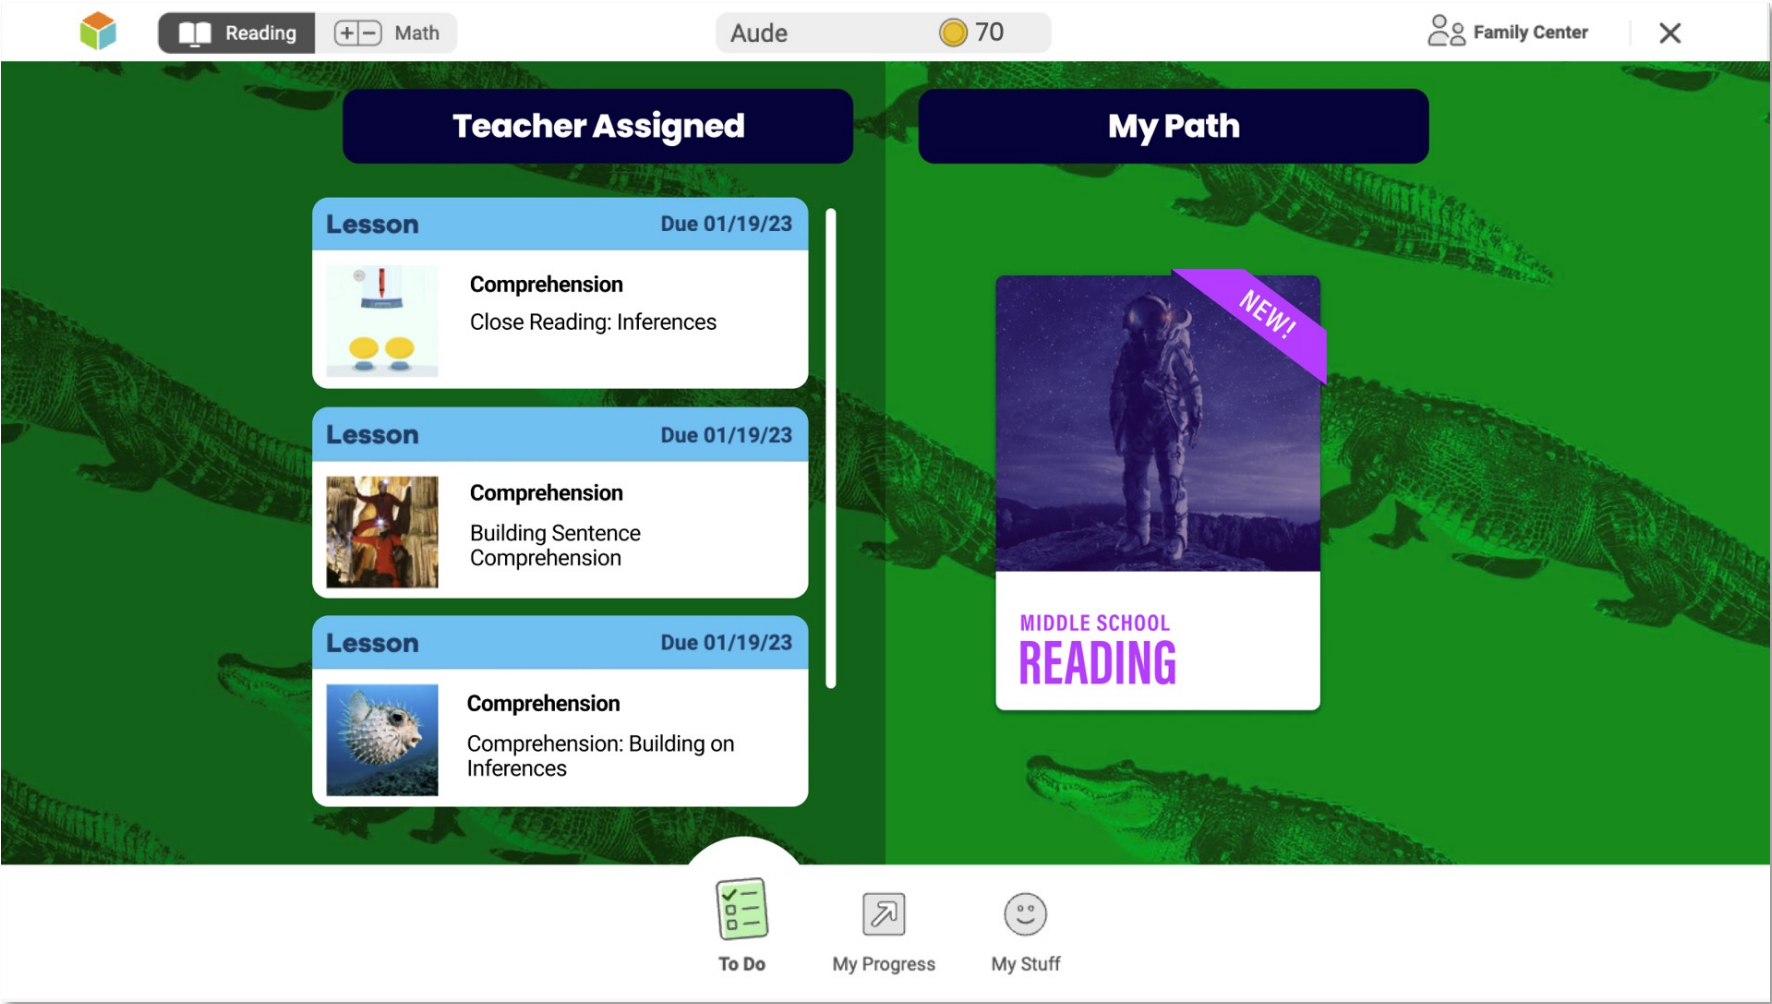 Reading
Math
Aude
70
Family Center
Teacher Assigned
My Path
Lesson
Due 01/19/23
Comprehension
Close Reading: Inferences
Lesson
Due 01/19/23
Comprehension
Building Sentence
Comprehension
Lesson
Due 01/19/23
Comprehension
Comprehension: Building on
Inferences
NEW!
MIDDLE SCHOOL
READING
To Do
My Progress
My Stuff